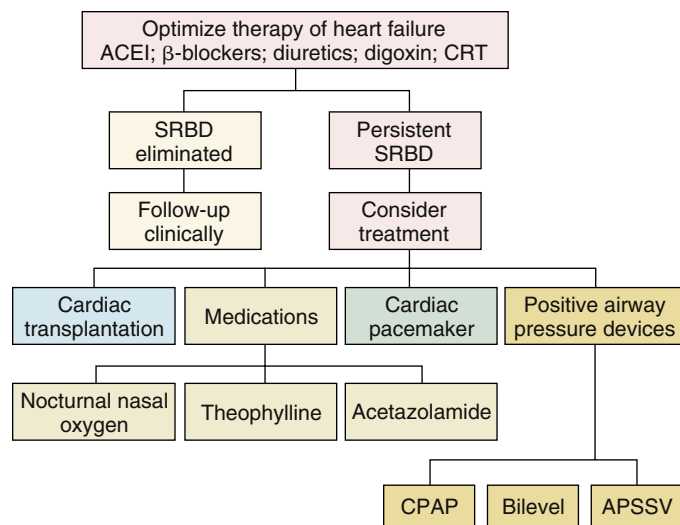 Optimize therapy of heart failure
ACEI; β-blockers; diuretics; digoxin; CRT
SRBD
eliminated
Persistent
SRBD
Follow-up
clinically
Consider
treatment
Cardiac
transplantation
Medications
Cardiac
pacemaker
Positive airway
pressure devices
Nocturnal nasal
oxygen
Theophylline
Acetazolamide
CPAP
Bilevel
APSSV